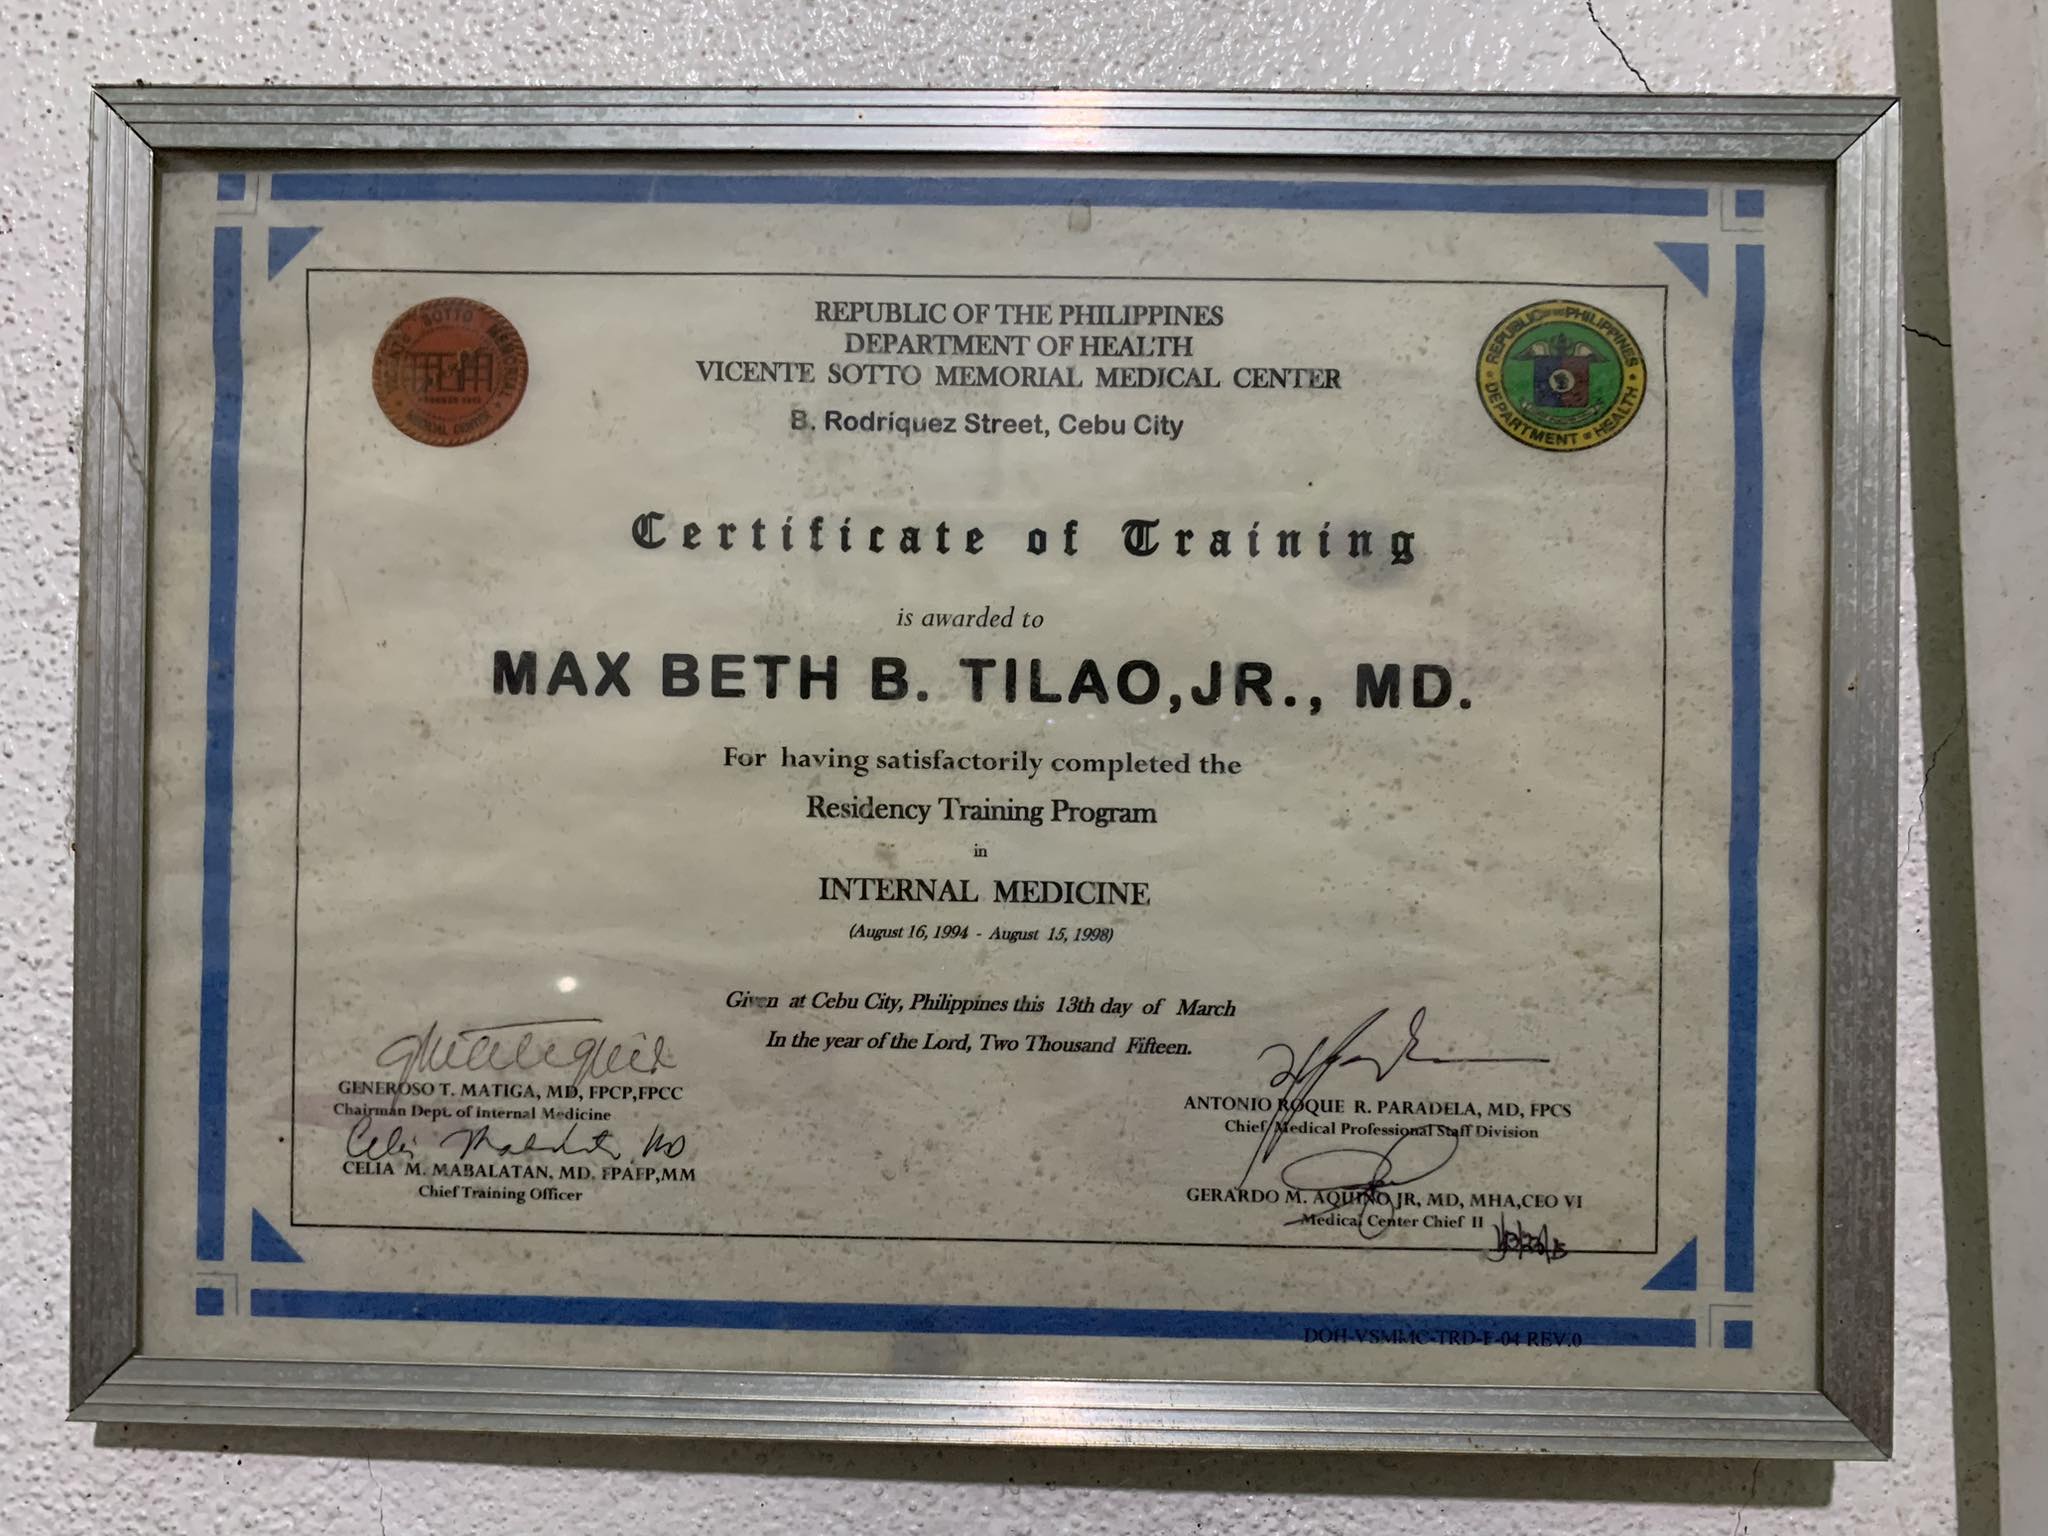 REPUBLIC OF THE PHILIPPINES
DEPARTMENT OF HEALTH
VICENTE SOTTO MEMORIAL MEDICAL CENTER
B. Rodriquez Street, Cebu City
SOTTO MEMORIAL
MEMORIAL CENTER
REPUBLIC OF THE PHILIPPINES
DEPARTMENT OF HEALTH
Certificate of Training
is awarded to
MAX BETH B. TILAO,JR., MD.
For having satisfactorily completed the
Residency Training Program
in
INTERNAL MEDICINE
(August 16, 1994 - August 15, 1998)
Given at Cebu City, Philippines this 13th day of March
In the year of the Lord, Two Thousand Fifteen.
GENEROSO T. MATIGA, MD, FPCP,FPCC
Chairman Dept. of Internal Medicine
Celia Mabalatan MD
CELIA M. MABALATAN, MD, FPAFP,MM
Chief Training Officer
ANTONIO ROQUE R. PARADELA, MD, FPCS
Chief Medical Professional Staff Division
GERARDO M. AQUINO,JR, MD, MHA,CEO VI
Medical Center Chief II
DOH-VSMMC-TRD-F-04 REV.0